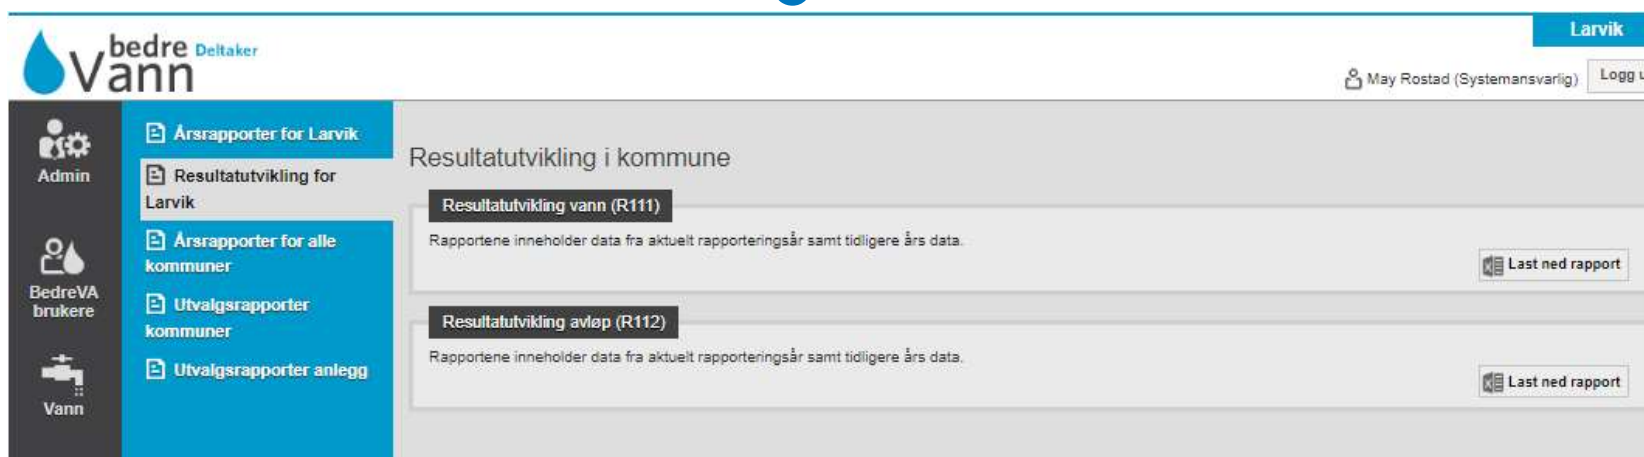 bedre Deltaker
Vann
Larvik
May Rostad (Systemansvarlig)
Logg
Admin
BedreVA
brukere
Vann
Årsrapporter for Larvik
Resultatutvikling for
Larvik
Årsrapporter for alle
kommuner
Utvalgsrapporter
kommuner
Utvalgsrapporter anlegg
Resultatutvikling i kommune
Resultatutvikling vann (R111)
Rapportene inneholder data fra aktuelt rapporteringsår samt tidligere års data.
Last ned rapport
Resultatutvikling avløp (R112)
Rapportene inneholder data fra aktuelt rapporteringsår samt tidligere års data.
Last ned rapport